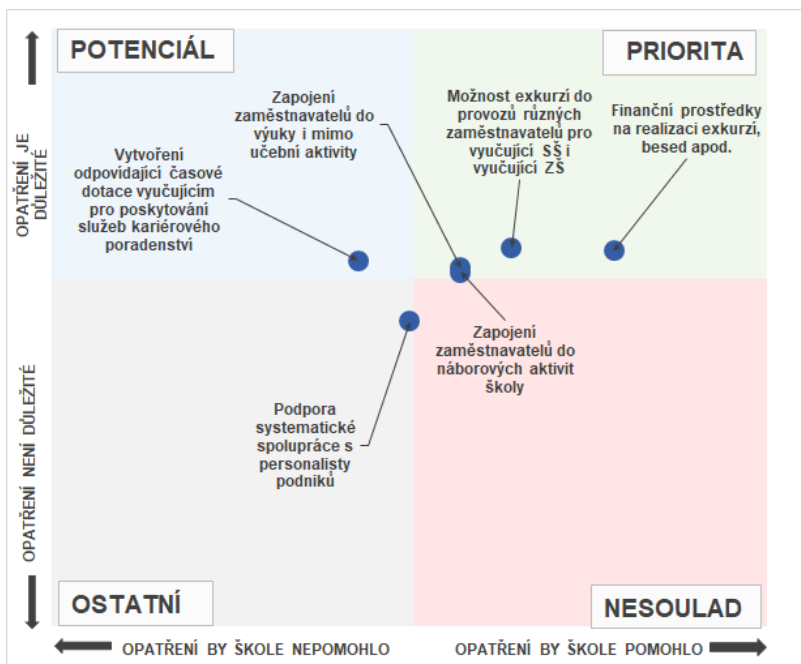 POTENCIÁL
PRIORITA
Zapojení
zaměstnavatelů do
výuky i mimo
učební aktivity
Možnost exkurzí do
provozů různých
zaměstnavatelů pro
vyučující SŠ i
vyučující ZŠ
Finanční prostředky
na realizaci exkurzí,
besed apod.
Vytvoření
odpovídající časové
dotace vyučujícím
pro poskytování
služeb kariérového
poradenství
OPATŘENÍ JE
DŮLEŽITÉ
Zapojení
zaměstnavatelů do
náborových aktivit
školy
Podpora
systematické
spolupráce s
personalisty
podniků
OPATŘENÍ NENÍ DŮLEŽITÉ
OSTATNÍ
NESOULAD
OPATŘENÍ BY ŠKOLE NEPOMOHLO
OPATŘENÍ BY ŠKOLE POMOHLO